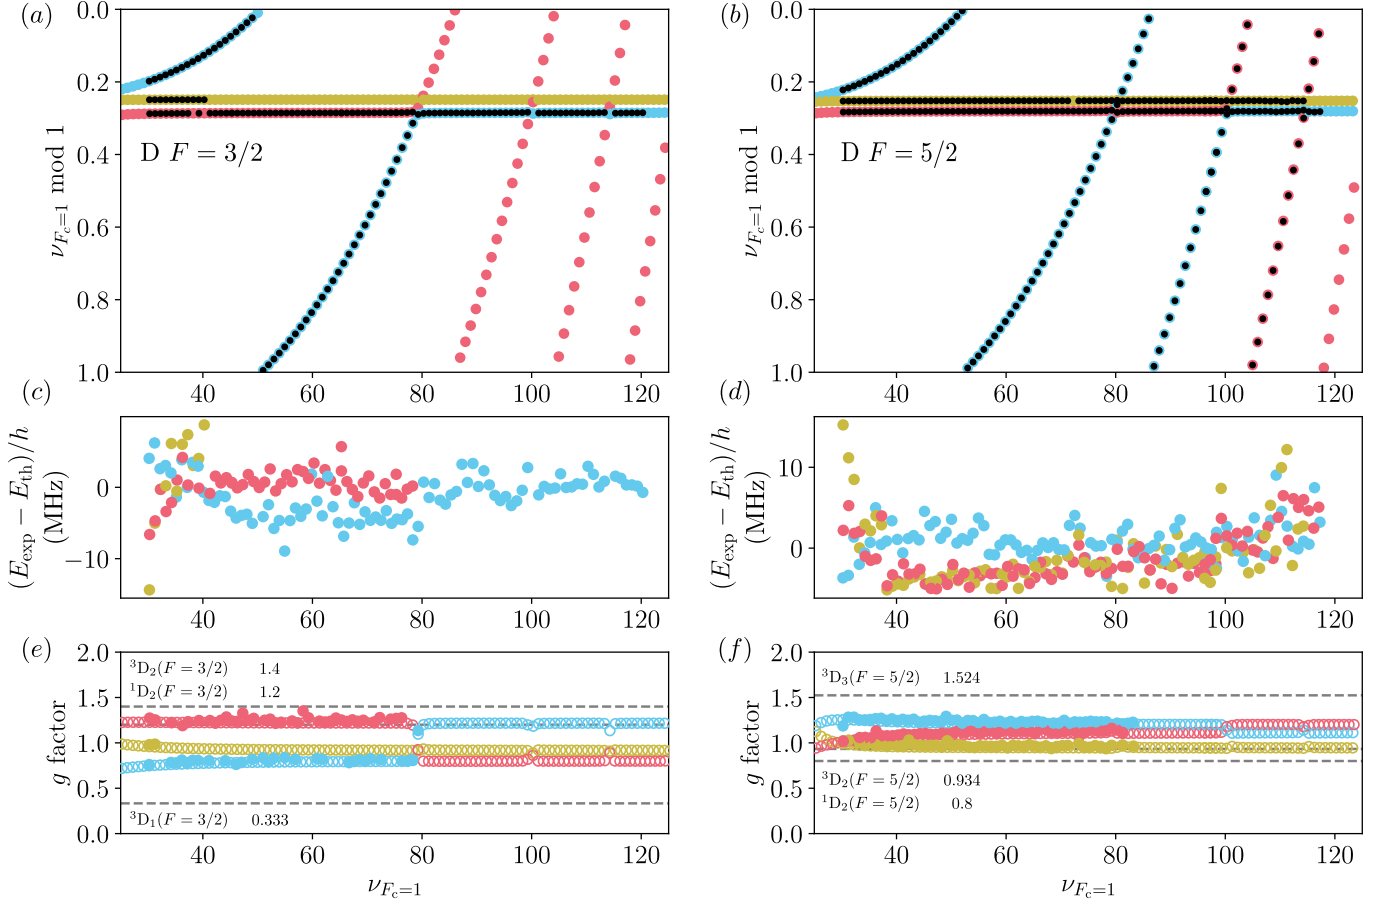 (a)
0.0
0.2
0.4
0.6
0.8
1.0
ν_{F_c=1} mod 1
D F = 3/2
40
60
80
100
120
(b)
0.0
0.2
0.4
0.6
0.8
1.0
ν_{F_c=1} mod 1
D F = 5/2
40
60
80
100
120
(c)
0
−10
(E_exp − E_th)/h
(MHz)
40
60
80
100
120
(d)
10
0
(E_exp − E_th)/h
(MHz)
40
60
80
100
120
(e)
2.0
1.5
1.0
0.5
0.0
g factor
³D₂(F = 3/2) 1.4
¹D₂(F = 3/2) 1.2
³D₁(F = 3/2) 0.333
40
60
80
100
120
ν_{F_c=1}
(f)
2.0
1.5
1.0
0.5
0.0
g factor
³D₃(F = 5/2) 1.524
³D₂(F = 5/2) 0.934
¹D₂(F = 5/2) 0.8
40
60
80
100
120
ν_{F_c=1}